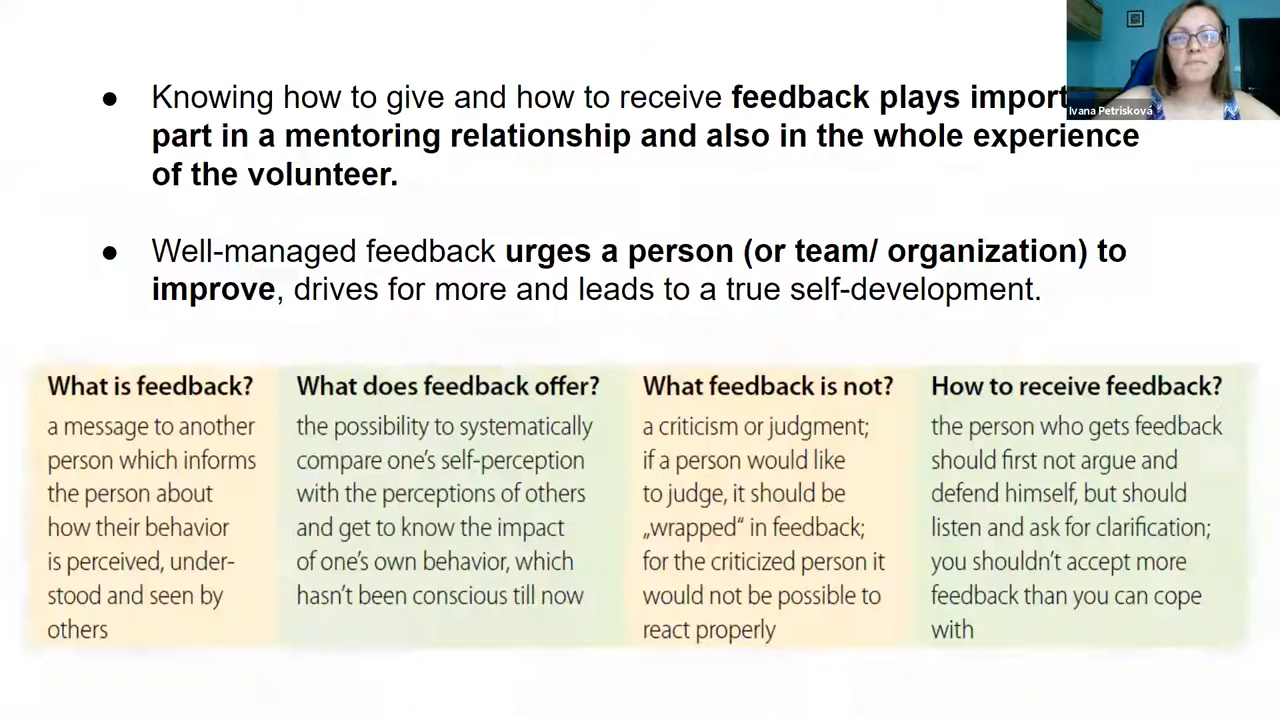 Knowing how to give and how to receive feedback plays import
part in a mentoring relationship and also in the whole experience
of the volunteer.
Well-managed feedback urges a person (or team/ organization) to
improve, drives for more and leads to a true self-development.
Ivana Petrisková
What is feedback?
a message to another
person which informs
the person about
how their behavior
is perceived, under-
stood and seen by
others
What does feedback offer?
the possibility to systematically
compare one's self-perception
with the perceptions of others
and get to know the impact
of one's own behavior, which
hasn't been conscious till now
What feedback is not?
a criticism or judgment;
if a person would like
to judge, it should be
„wrapped“ in feedback;
for the criticized person it
would not be possible to
react properly
How to receive feedback?
the person who gets feedback
should first not argue and
defend himself, but should
listen and ask for clarification;
you shouldn't accept more
feedback than you can cope
with